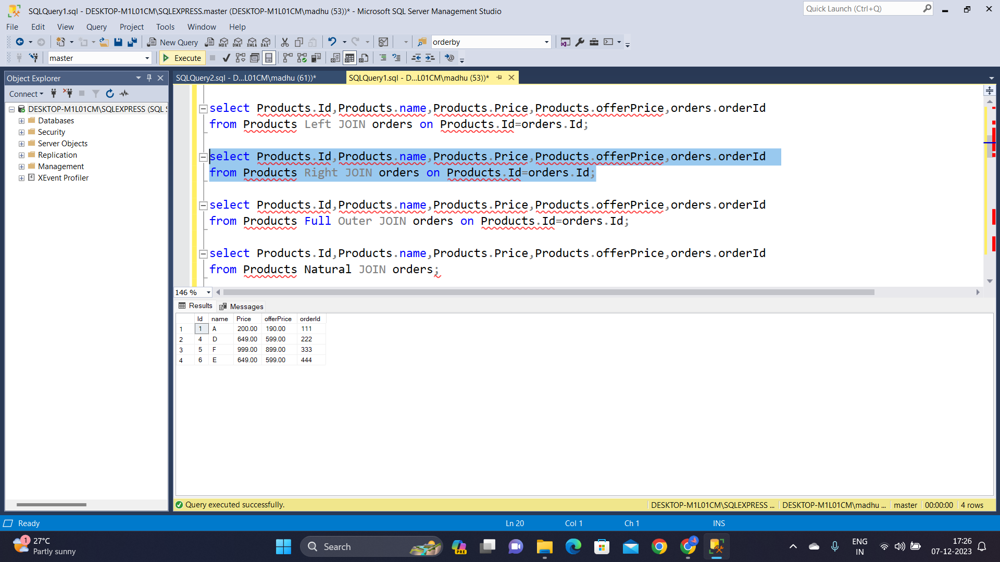 SQLQuery1.sql - DESKTOP-M1L01CM\SQLEXPRESS.master (DESKTOP-M1L01CM\madhu (53))* - Microsoft SQL Server Management Studio
Quick Launch (Ctrl+Q)
File Edit View Query Project Tools Window Help
New Query MDX DMX XMLA DAX orderby
master Execute
Object Explorer
SQLQuery2.sql - D...L01CM\madhu (61))*
SQLQuery1.sql - D...L01CM\madhu (53))*
Connect
DESKTOP-M1L01CM\SQLEXPRESS (SQL S
Databases
Security
Server Objects
Replication
Management
XEvent Profiler
select Products.Id,Products.name,Products.Price,Products.offerPrice,orders.orderId
from Products Left JOIN orders on Products.Id=orders.Id;
select Products.Id,Products.name,Products.Price,Products.offerPrice,orders.orderId
from Products Right JOIN orders on Products.Id=orders.Id;
select Products.Id,Products.name,Products.Price,Products.offerPrice,orders.orderId
from Products Full Outer JOIN orders on Products.Id=orders.Id;
select Products.Id,Products.name,Products.Price,Products.offerPrice,orders.orderId
from Products Natural JOIN orders;
146 %
Results Messages
Id name Price offerPrice orderId
1 1 A 200.00 190.00 111
2 4 D 649.00 599.00 222
3 5 F 999.00 899.00 333
4 6 E 649.00 599.00 444
Query executed successfully.
DESKTOP-M1L01CM\SQLEXPRESS ... DESKTOP-M1L01CM\madhu ... master 00:00:00 4 rows
Ready Ln 20 Col 1 Ch 1 INS
1
27°C
Partly sunny
Search
PRE
ENG
IN
17:26
07-12-2023